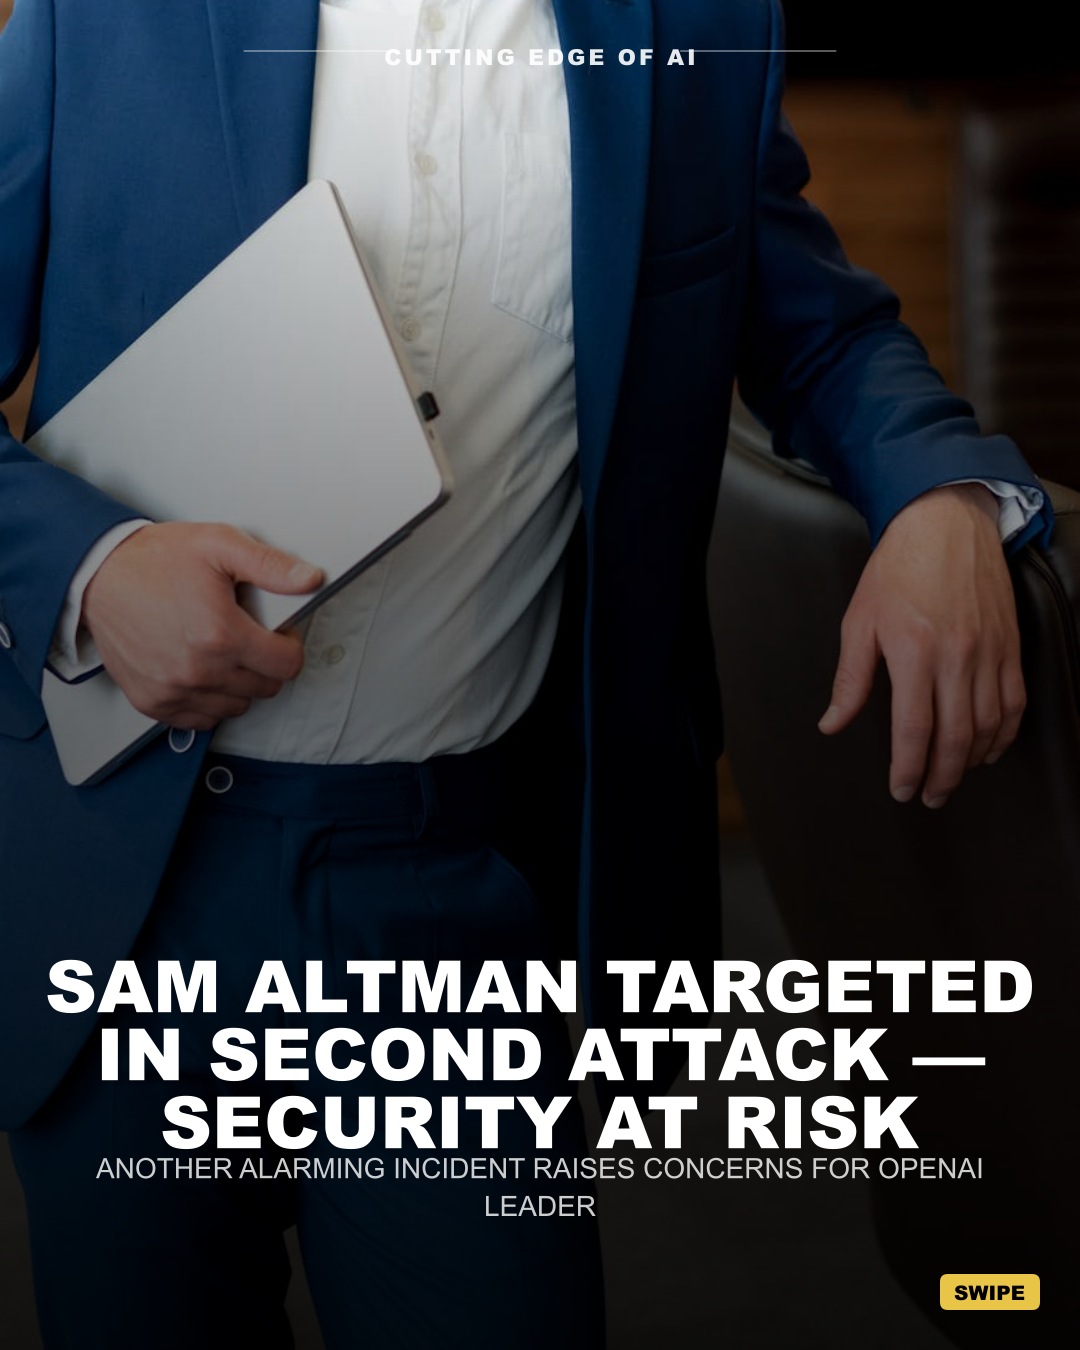 CUTTING EDGE OF AI
SAM ALTMAN TARGETED
IN SECOND ATTACK —
SECURITY AT RISK
ANOTHER ALARMING INCIDENT RAISES CONCERNS FOR OPENAI
LEADER
SWIPE